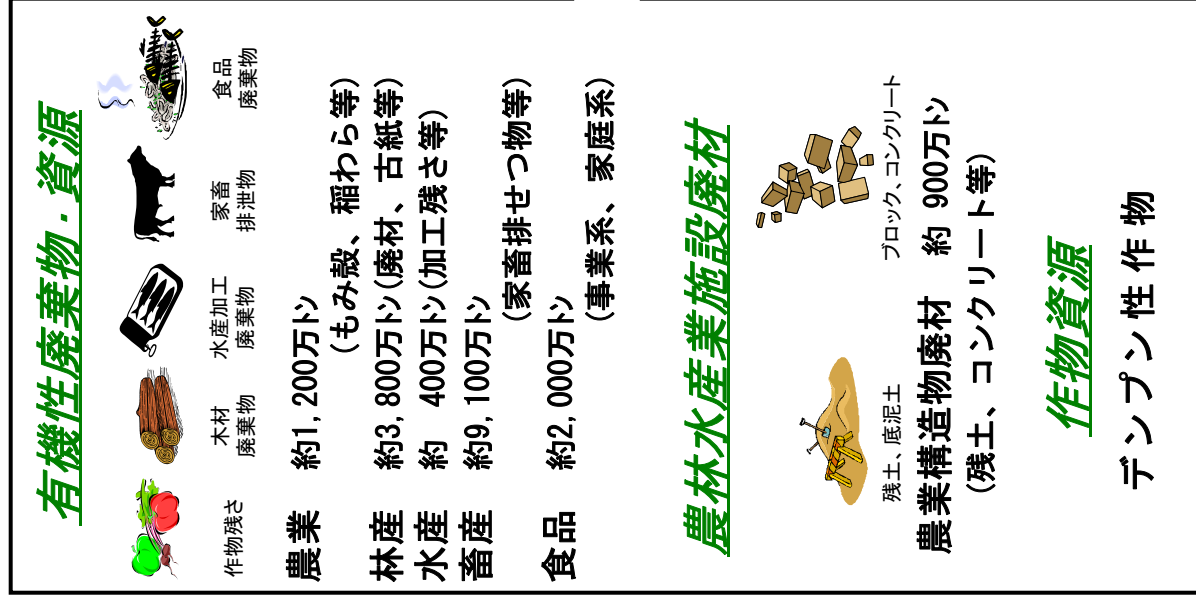 有機性廃棄物・資源
作物残さ
木材
廃棄物
水産加工
廃棄物
家畜
排泄物
食品
廃棄物
農業 約1,200万トン
(もみ殻、稲わら等)
林産 約3,800万トン(廃材、古紙等)
水産 約 400万トン(加工残さ等)
畜産 約9,100万トン
(家畜排せつ物等)
食品 約2,000万トン
(事業系、家庭系)
農林水産業施設廃材
残土、底泥土
ブロック、コンクリート
農業構造物廃材 約 900万トン
(残土、コンクリート等)
作物資源
デンプン性作物